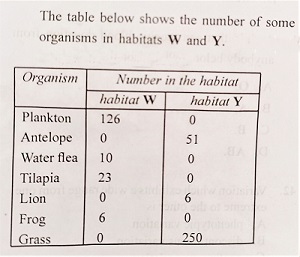 The table below shows the number of some
organisms in habitats W and Y.
Organism Number in the habitat
habitat W habitat Y
Plankton 126 0
Antelope 0 51
Water flea 10 0
Tilapia 23 0
Lion 0 6
Frog 6 0
Grass 0 250